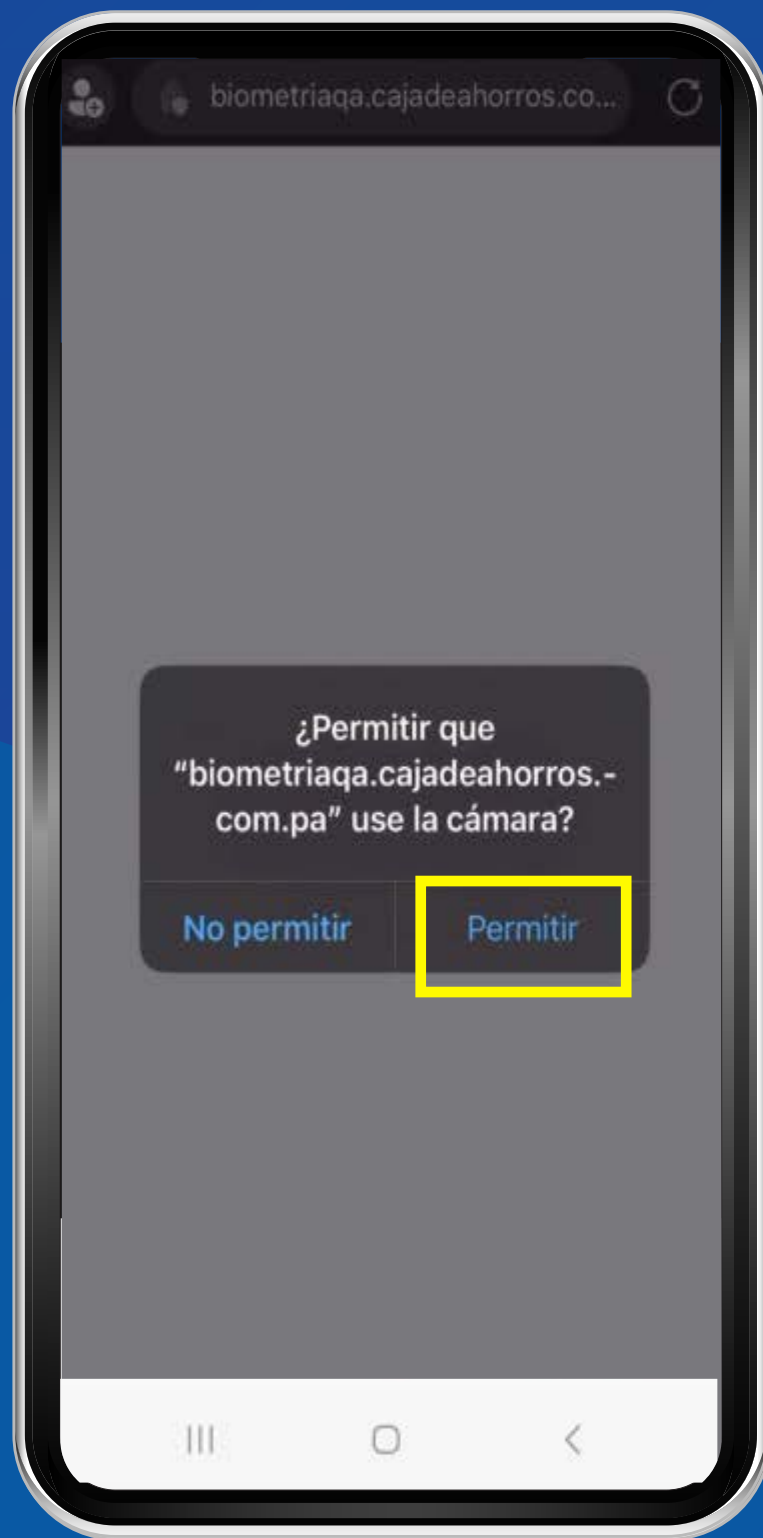 biometriaqa.cajadeahorros.co...
¿Permitir que
“biometriaqa.cajadeahorros.-
com.pa” use la cámara?
No permitir
Permitir